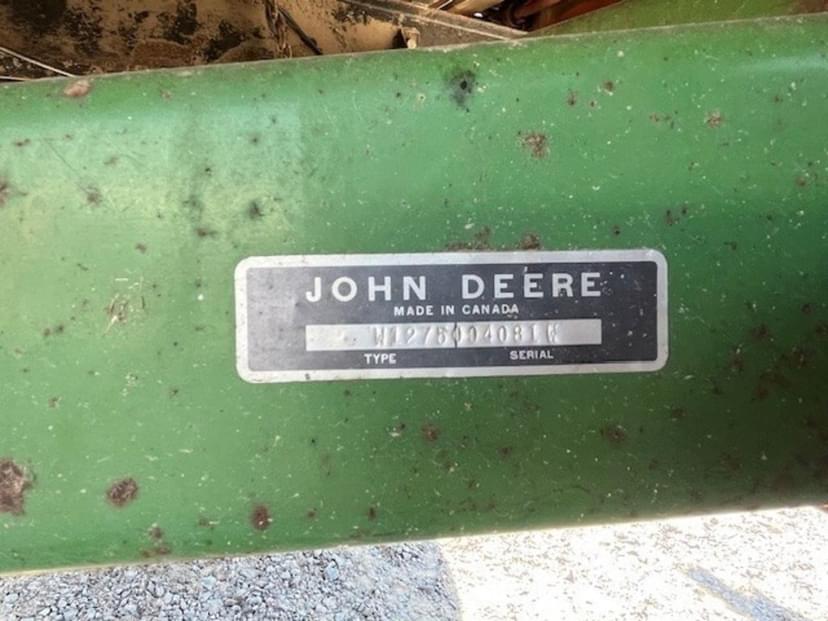 JOHN DEERE
MADE IN CANADA
TYPE SERIAL